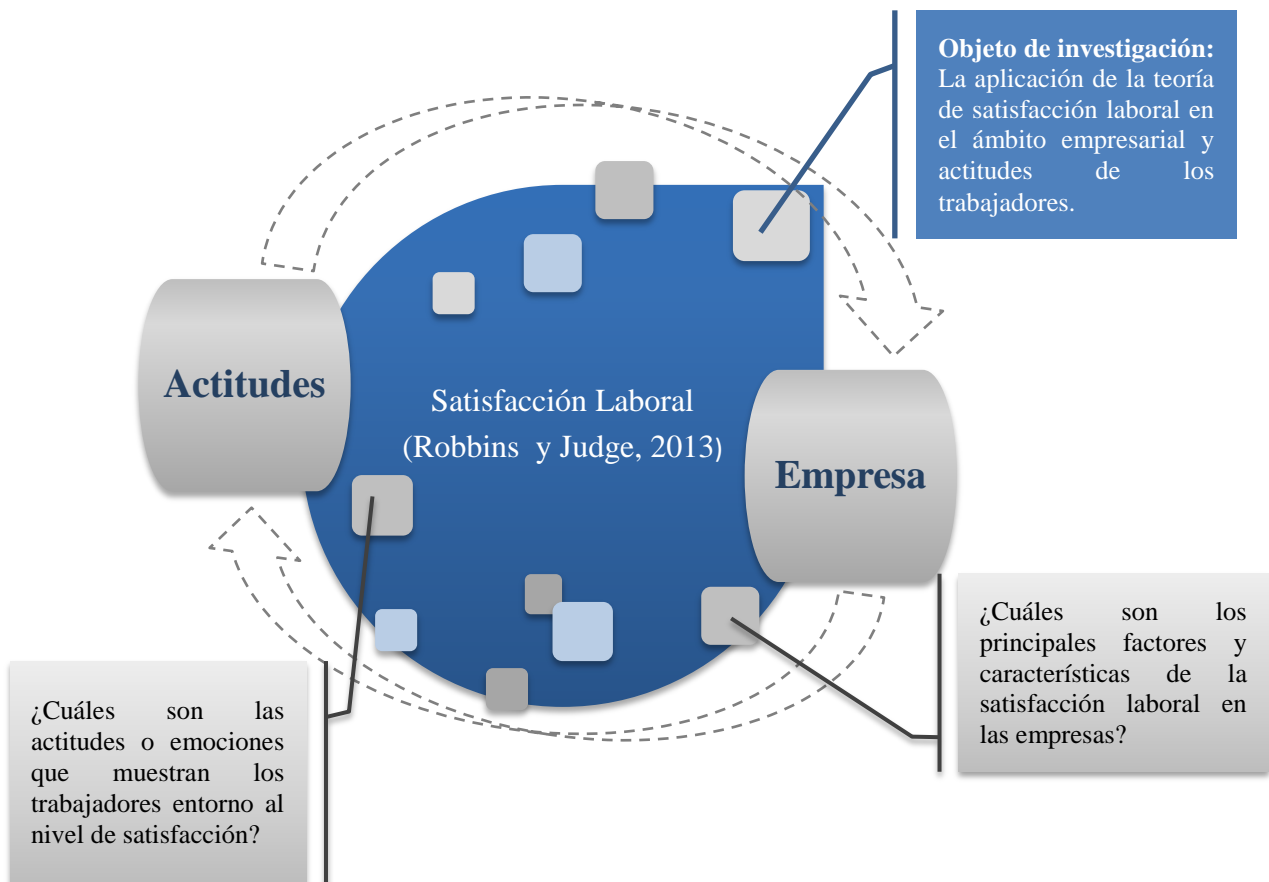 Objeto de investigación:
La aplicación de la teoría
de satisfacción laboral en
el ámbito empresarial y
actitudes de los
trabajadores.
Actitudes
Satisfacción Laboral
(Robbins y Judge, 2013)
Empresa
¿Cuáles son los
principales factores y
características de la
satisfacción laboral en
las empresas?
¿Cuáles son las
actitudes o emociones
que muestran los
trabajadores entorno al
nivel de satisfacción?